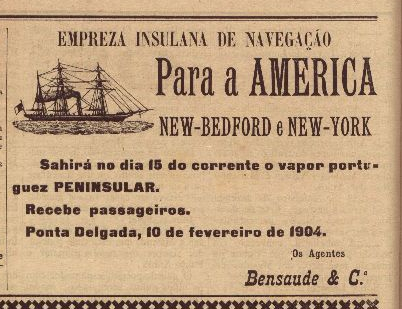 EMPREZA INSULANA DE NAVEGAÇÃO
Para a AMERICA
NEW-BEDFORD e NEW-YORK
Sahirá no dia 15 do corrente o vapor portu-
guez PENINSULAR.
Recebe passageiros.
Ponta Delgada, 10 de fevereiro de 1904.
Os Agentes
Bensaude & C.ª